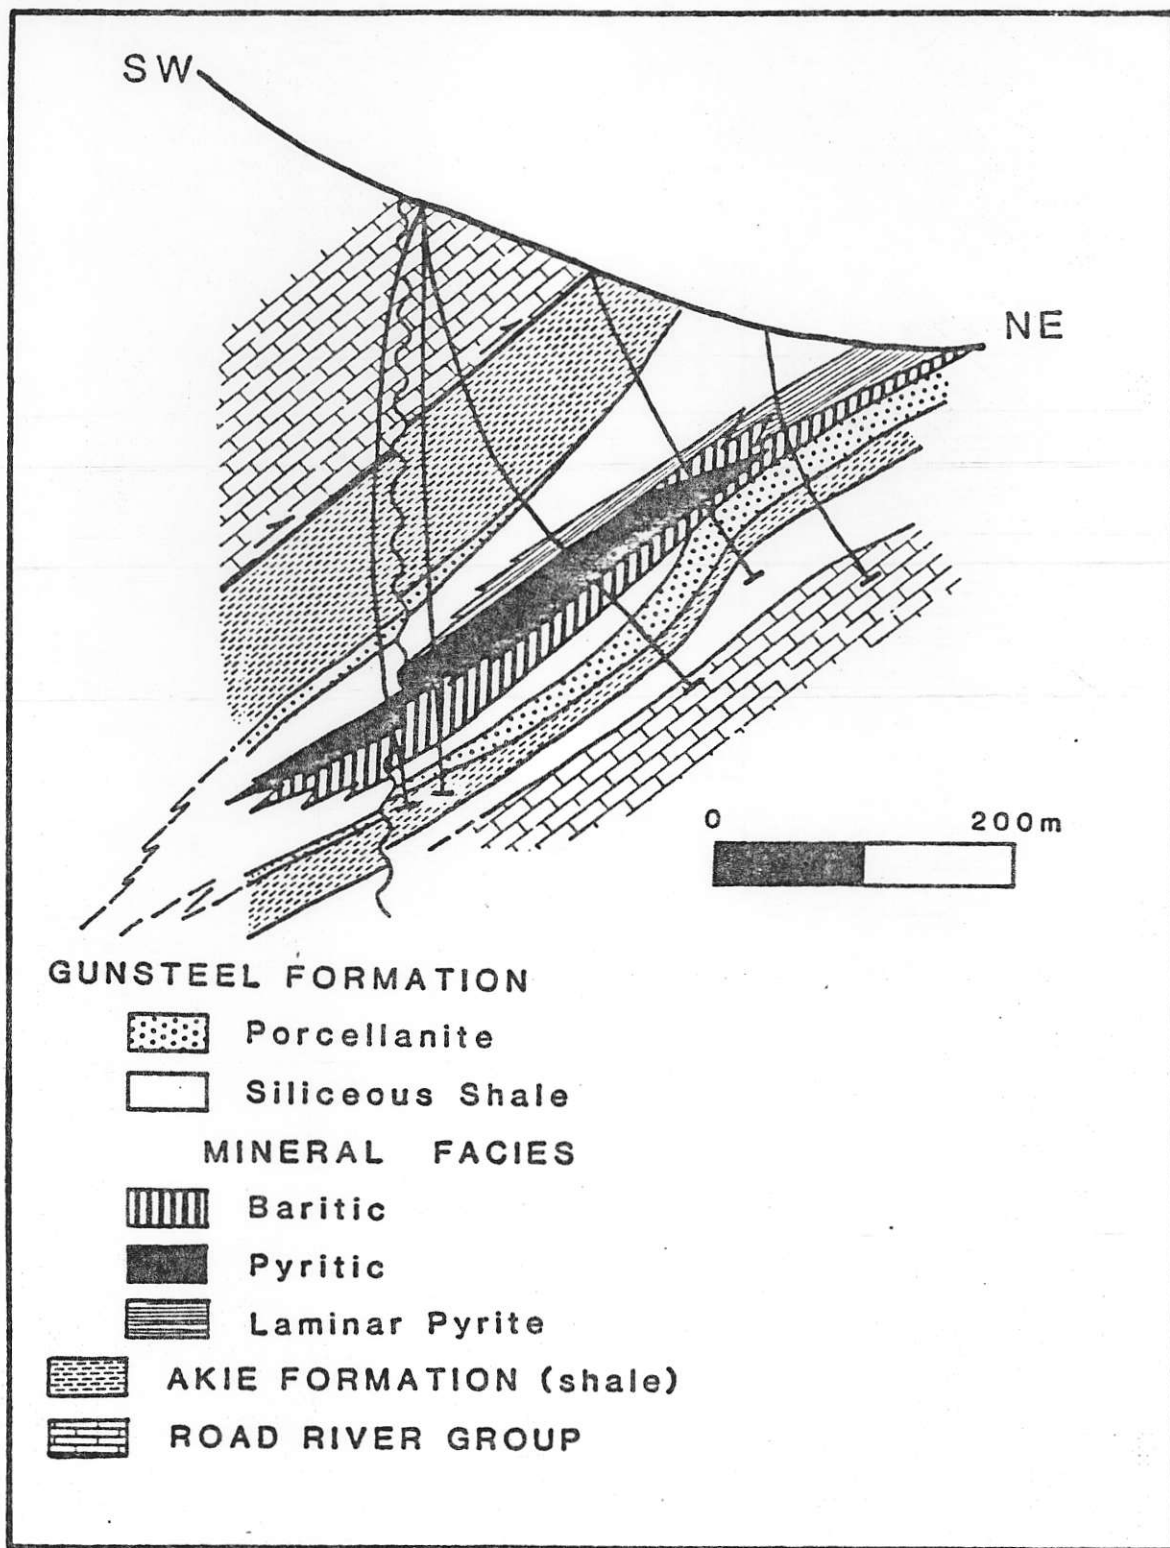 SW
NE
0 200m
GUNSTEEL FORMATION
Porcellanite
Siliceous Shale
MINERAL FACIES
Baritic
Pyritic
Laminar Pyrite
AKIE FORMATION (shale)
ROAD RIVER GROUP